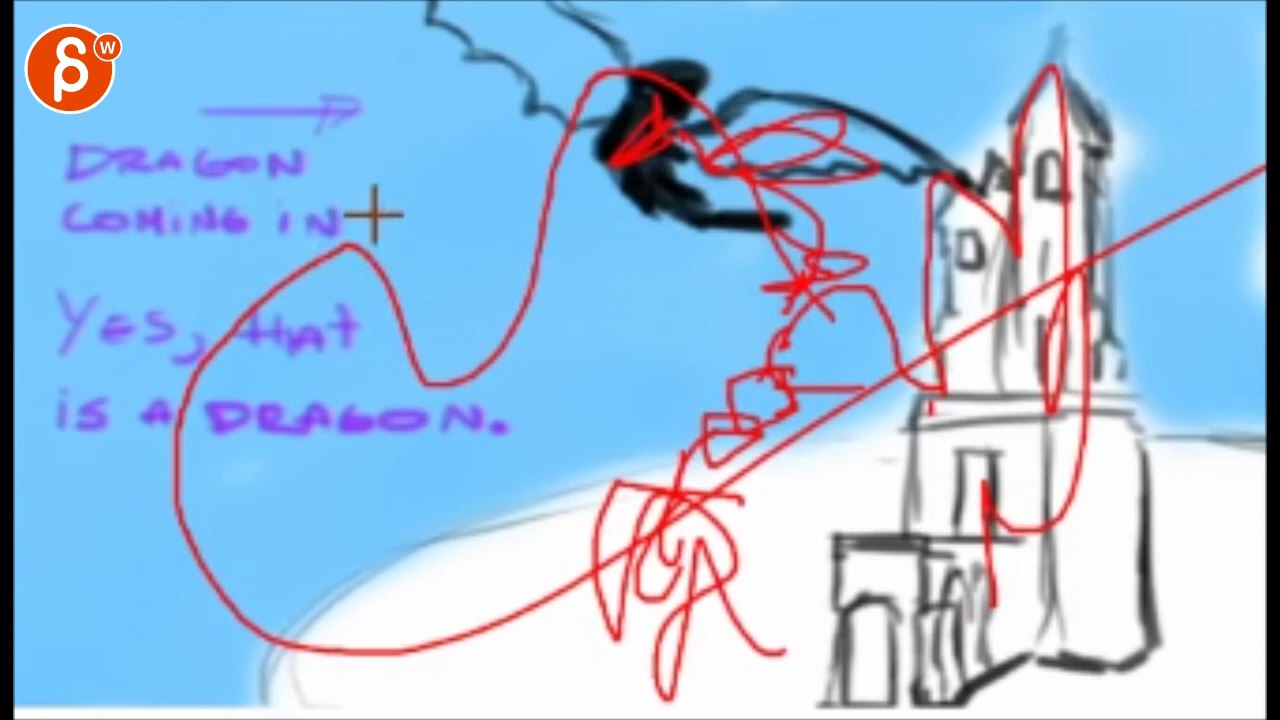 DRAGON
COMING IN
YES, THAT
iS A DRAGON.
W